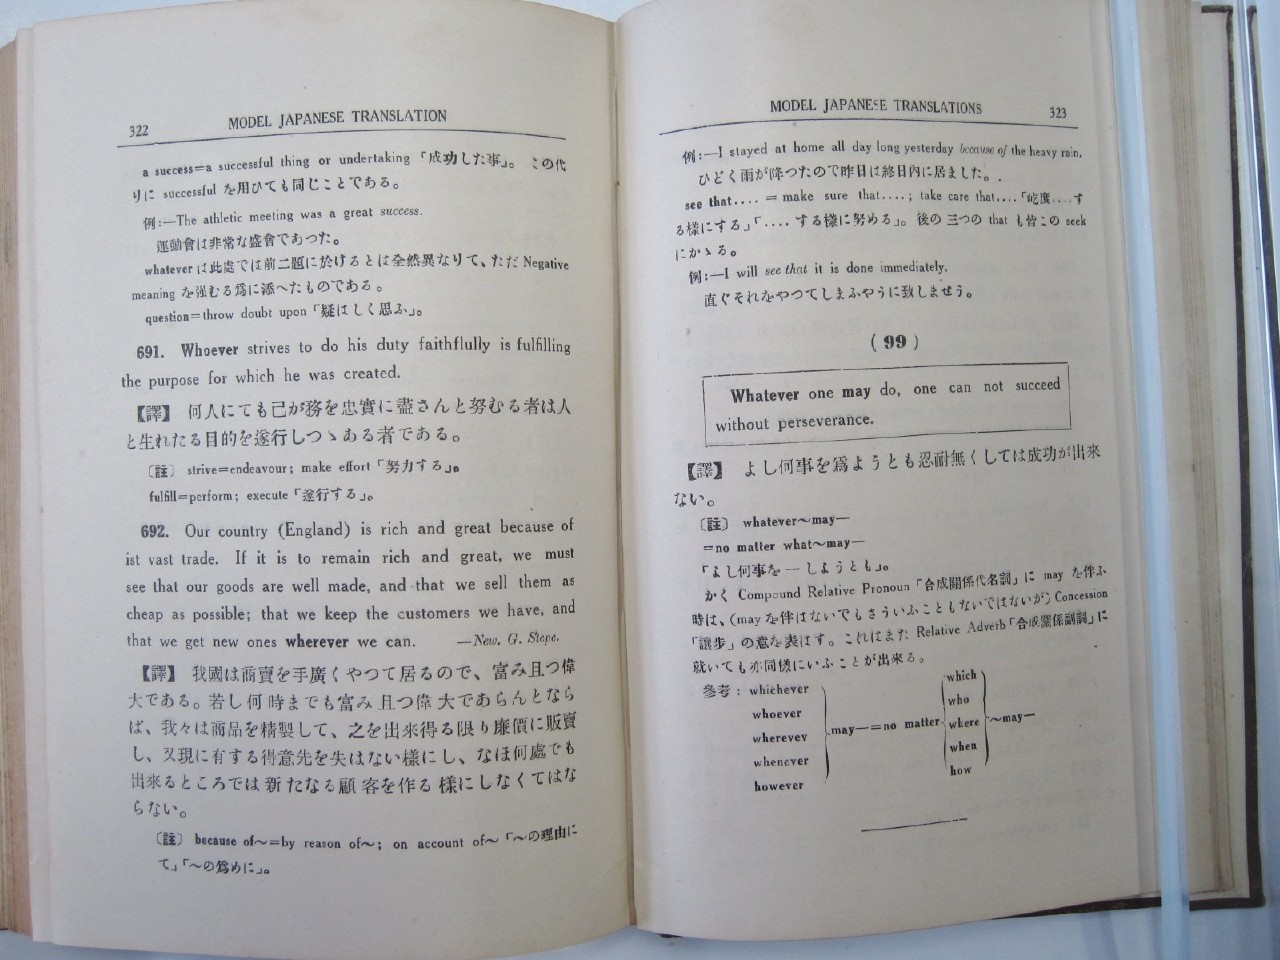 322
MODEL JAPANESE TRANSLATION
a success=a successful thing or undertaking「成功した事」。 この代
りに successful を用ひても同じことである。
例:—The athletic meeting was a great success.
運動會は非常な盛會であつた。
whatever は此處では前二題に於けるとは全然異なりて、ただ Negative
meaning を强むる爲に添へたものである。
question=throw doubt upon「疑はしく思ふ」。
691. Whoever strives to do his duty faithflully is fulfilling
the purpose for which he was created.
【譯】 何人にても己が務を忠實に盡さんと努むる者は人
と生れたる目的を遂行しつゝある者である。
〔註〕 strive=endeavour; make effort「努力する」。
fulfill=perform; execute「遂行する」。
692. Our country (England) is rich and great because of
ist vast trade. If it is to remain rich and great, we must
see that our goods are well made, and that we sell them as
cheap as possible; that we keep the customers we have, and
that we get new ones wherever we can. —New. G. Stepe.
【譯】 我國は商賣を手廣くやつて居るので、富み且つ偉
大である。若し何時までも富み且つ偉大であらんとなら
ば、我々は商品を精製して、之を出來得る限り廉價に販賣
し、又現に有する得意先を失はない樣にし、なほ何處でも
出來るところでは新たなる顧客を作る樣にしなくてはな
らない。
〔註〕 because of~=by reason of~; on account of~「~の理由に
て」「~の爲めに」。
MODEL JAPANESE TRANSLATIONS
323
例:—I stayed at home all day long yesterday because of the heavy rain.
ひどく雨が降つたので昨日は終日內に居ました。.
see that.... = make sure that....; take care that....「屹度....す
る樣にする」「....する樣に努める」。後の三つの that も皆この seek
にかゝる。
例:—I will see that it is done immediately.
直ぐそれをやつてしまふやうに致しませう。
(99)
Whatever one may do, one can not succeed
without perseverance.
【譯】 よし何事を爲ようとも忍耐無くしては成功が出來
ない。
〔註〕 whatever~may—
=no matter what~may—
「よし何事を—しようとも」。
かく Compound Relative Pronoun「合成關係代名詞」に may を伴ふ
時は、(may を伴はないでもさういふこともないではないが) Concession
「讓步」の意を表はす。これはまた Relative Adverb「合成關係副詞」に
就いても亦同樣にいふことが出來る。
參考: whichever
whoever
wherevev
whenever
however
may—=no matter
which
who
where
when
how
~may—